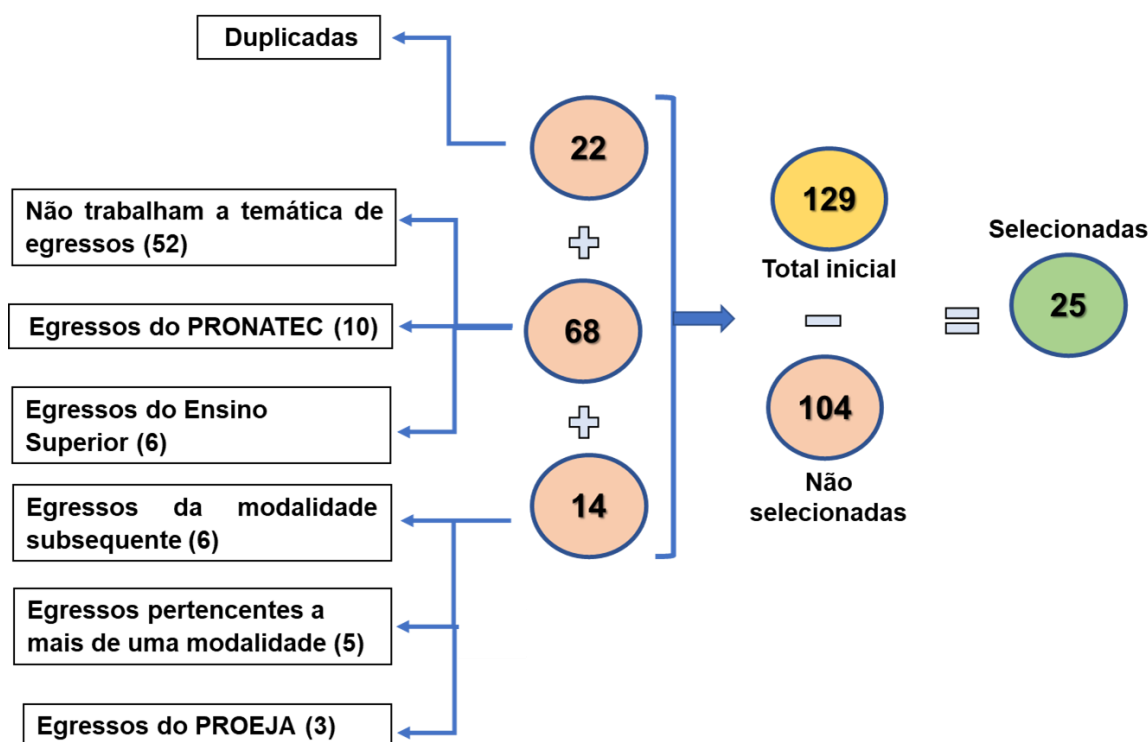 Duplicadas
22
Não trabalham a temática de
egressos (52)
Egressos do PRONATEC (10)
68
Egressos do Ensino
Superior (6)
Egressos da modalidade
subsequente (6)
14
Egressos pertencentes a
mais de uma modalidade (5)
Egressos do PROEJA (3)
129
Total inicial
104
Não
selecionadas
Selecionadas
25